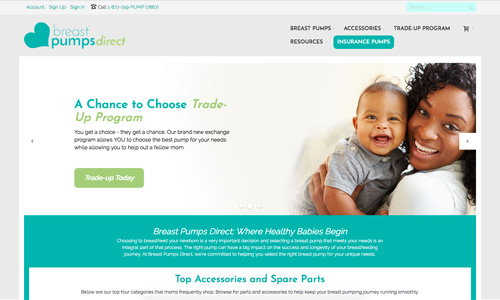 Account Sign Up Sign In Call 1-877-749-PUMP (7867)
breast
pumpsdirect
BREAST PUMPS ACCESSORIES TRADE-UP PROGRAM
RESOURCES INSURANCE PUMPS
A Chance to Choose Trade-
Up Program
You get a choice - they get a chance. Our brand new exchange
program allows YOU to choose the best pump for your needs
while allowing you to help out a fellow mom.
Trade-up Today
Breast Pumps Direct; Where Healthy Babies Begin
Choosing to breastfeed your newborn is a very important decision and selecting a breast pump that meets your needs is an
integral part of that process. The right pump can have a big impact on the success and longevity of your breastfeeding
journey. At Breast Pumps Direct, we're committed to helping you select the right breast pump for your unique needs.
Top Accessories and Spare Parts
Below are our top four categories that moms frequently shop. Browse for parts and accessories to help keep your breast pumping journey running smoothly.